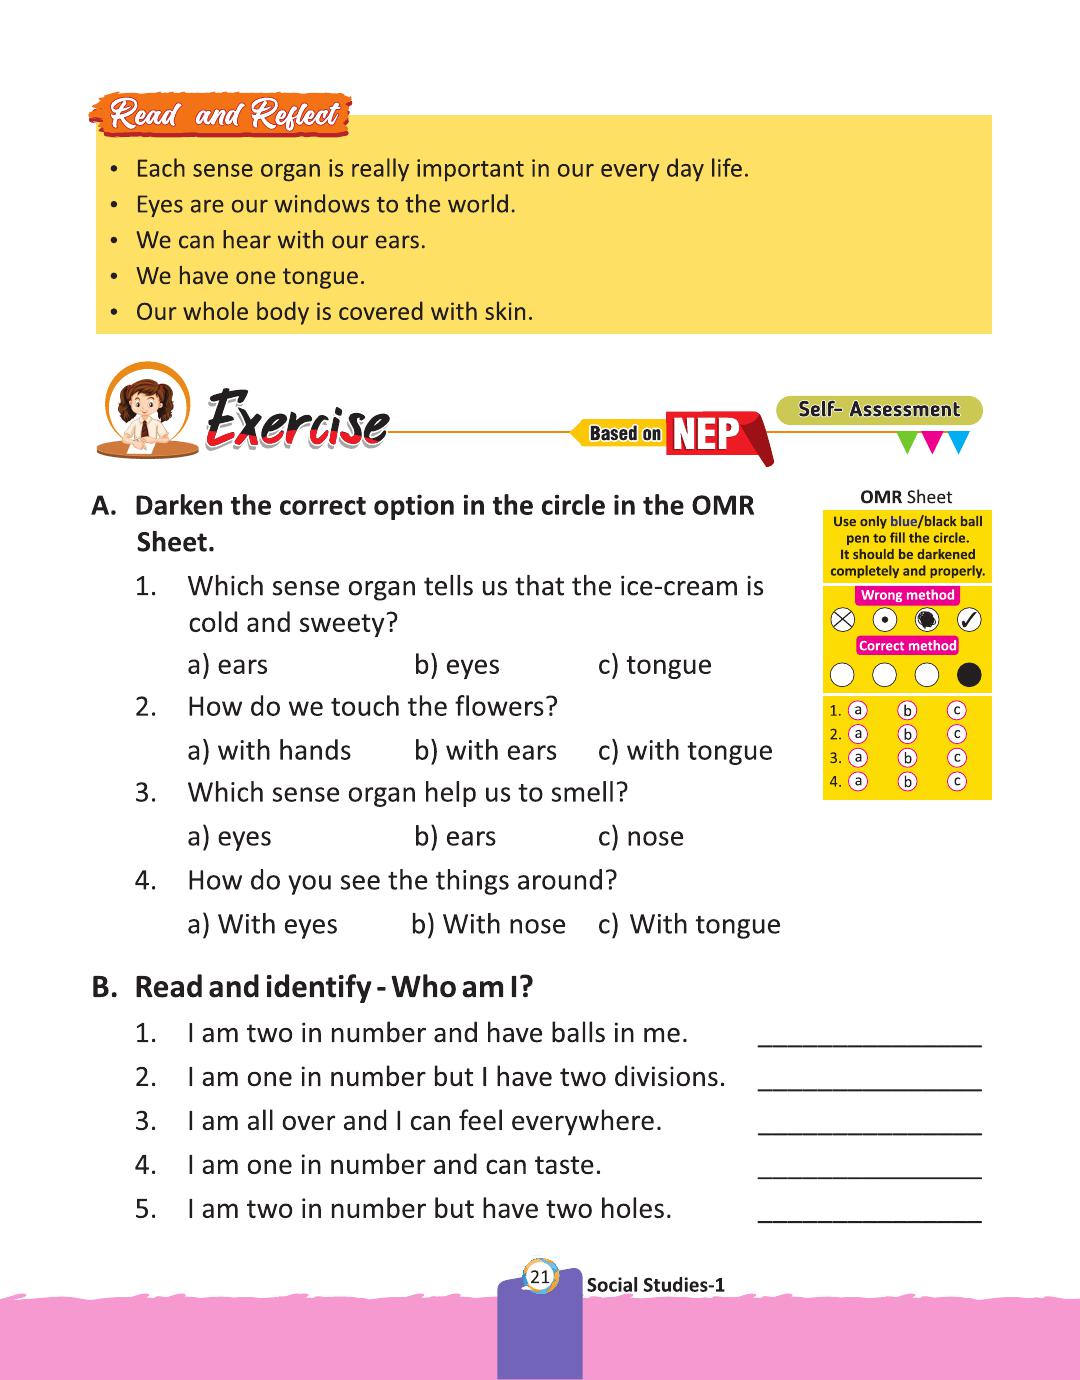 Read and Reflect
• Each sense organ is really important in our every day life.
• Eyes are our windows to the world.
• We can hear with our ears.
• We have one tongue.
• Our whole body is covered with skin.
Exercise
Based on NEP
Self- Assessment
A. Darken the correct option in the circle in the OMR
Sheet.
1. Which sense organ tells us that the ice-cream is
cold and sweety?
a) ears b) eyes c) tongue
2. How do we touch the flowers?
a) with hands b) with ears c) with tongue
3. Which sense organ help us to smell?
a) eyes b) ears c) nose
4. How do you see the things around?
a) With eyes b) With nose c) With tongue
OMR Sheet
Use only blue/black ball
pen to fill the circle.
It should be darkened
completely and properly.
Wrong method
Correct method
1. a b c
2. a b c
3. a b c
4. a b c
B. Read and identify - Who am I?
1. I am two in number and have balls in me. ________________
2. I am one in number but I have two divisions. ________________
3. I am all over and I can feel everywhere. ________________
4. I am one in number and can taste. ________________
5. I am two in number but have two holes. ________________
21
Social Studies-1